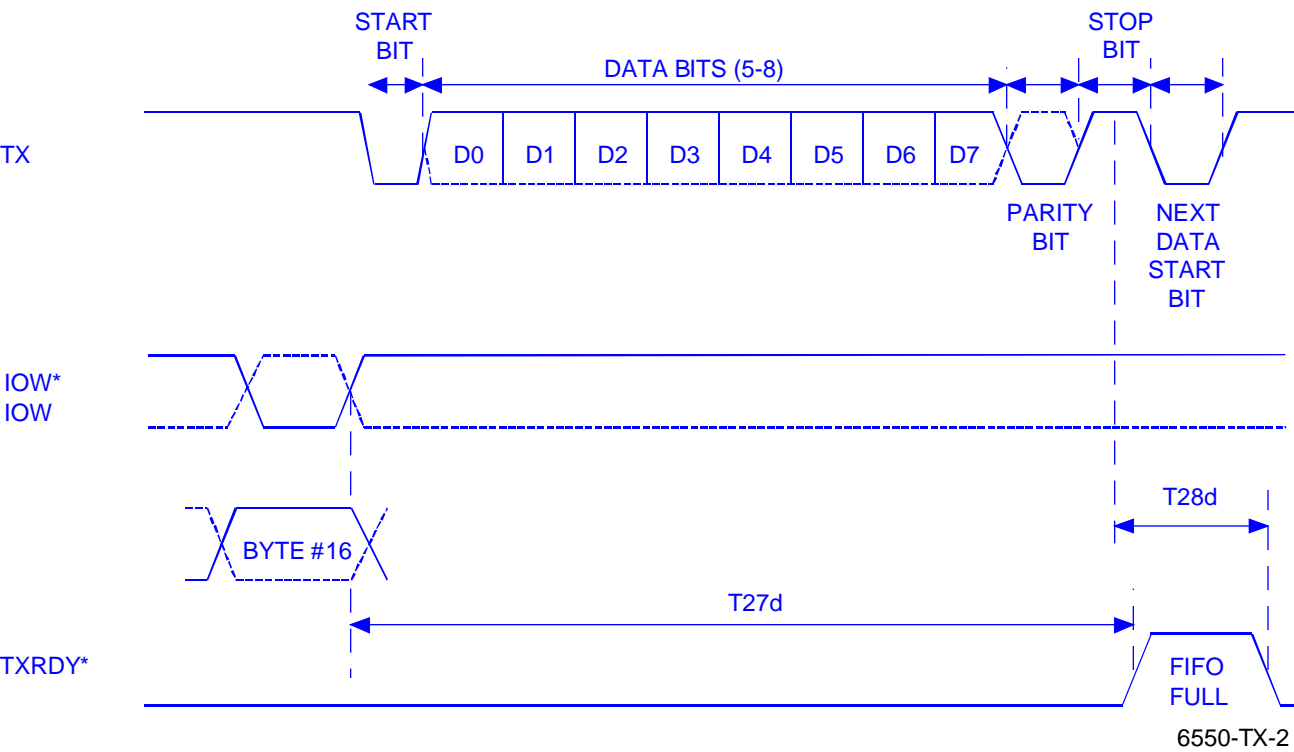 START
BIT
STOP
BIT
DATA BITS (5-8)
TX
D0 D1 D2 D3 D4 D5 D6 D7
PARITY
BIT
NEXT
DATA
START
BIT
IOW*
IOW
T28d
BYTE #16
T27d
TXRDY*
FIFO
FULL
6550-TX-2